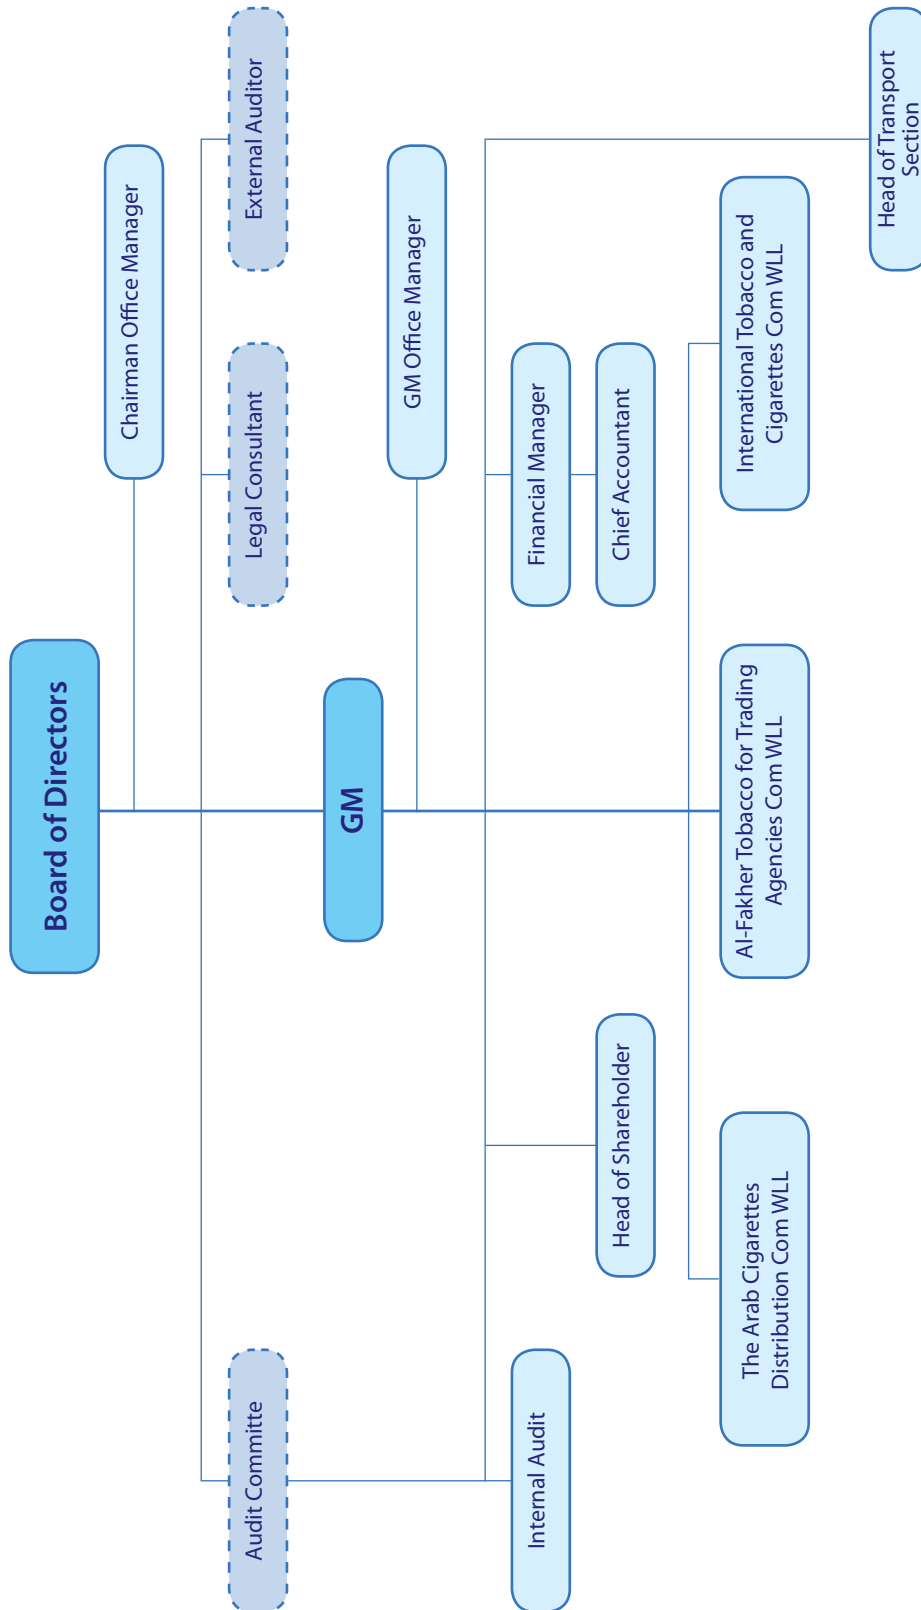 Board of Directors
Chairman Office Manager
Audit Committe
Legal Consultant
External Auditor
GM
GM Office Manager
Internal Audit
Financial Manager
Head of Shareholder
Chief Accountant
The Arab Cigarettes
Distribution Com WLL
Al-Fakher Tobacco for Trading
Agencies Com WLL
International Tobacco and
Cigarettes Com WLL
Head of Transport
Section